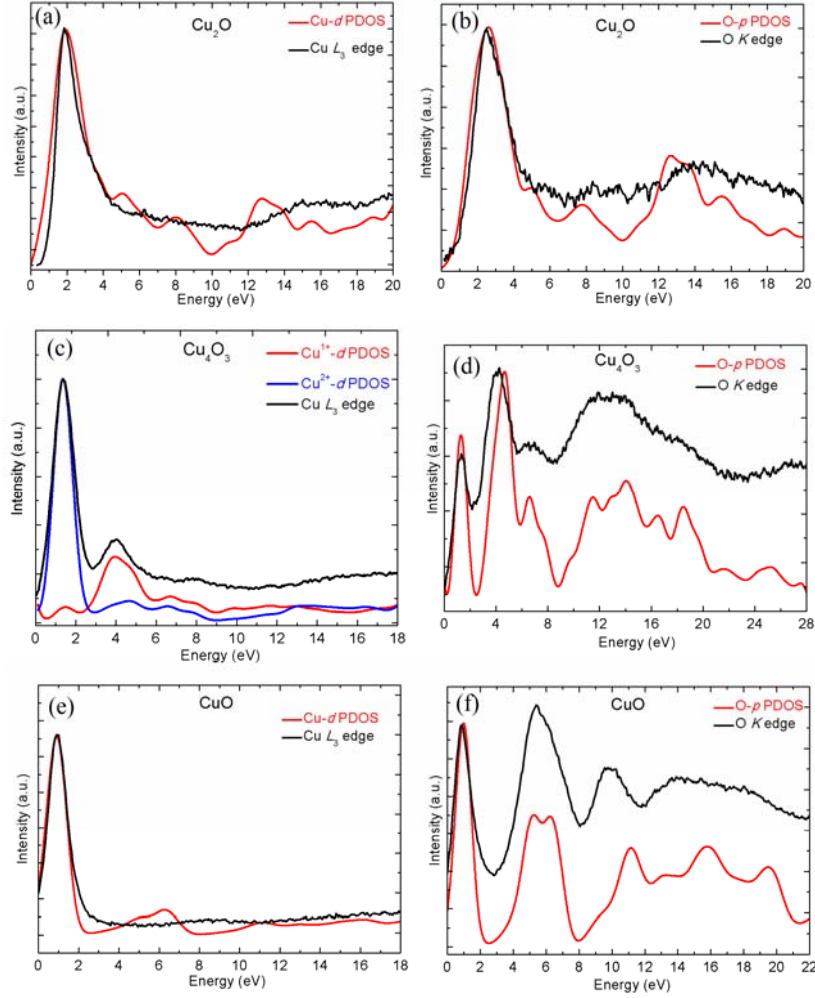 (a)
Cu₂O
Cu-d PDOS
Cu L₃ edge
Intensity (a.u.)
0 2 4 6 8 10 12 14 16 18 20
Energy (eV)
(b)
Cu₂O
O-p PDOS
O K edge
Intensity (a.u.)
0 2 4 6 8 10 12 14 16 18 20
Energy (eV)
(c)
Cu₄O₃
Cu¹⁺-d PDOS
Cu²⁺-d PDOS
Cu L₃ edge
Intensity (a.u.)
0 2 4 6 8 10 12 14 16 18
Energy (eV)
(d)
Cu₄O₃
O-p PDOS
O K edge
Intensity (a.u.)
0 4 8 12 16 20 24 28
Energy (eV)
(e)
CuO
Cu-d PDOS
Cu L₃ edge
Intensity (a.u.)
0 2 4 6 8 10 12 14 16 18
Energy (eV)
(f)
CuO
O-p PDOS
O K edge
Intensity (a.u.)
0 2 4 6 8 10 12 14 16 18 20 22
Energy (eV)